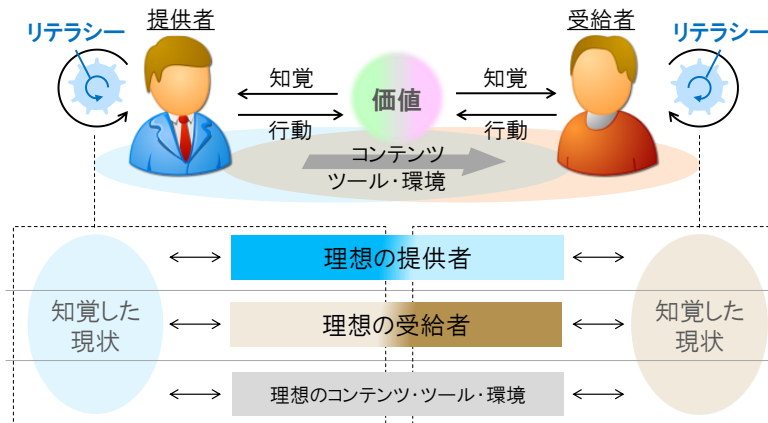 提供者
受給者
リテラシー
リテラシー
知覚
価値
知覚
行動
行動
コンテンツ
ツール・環境
理想の提供者
知覚した
現状
理想の受給者
知覚した
現状
理想のコンテンツ・ツール・環境